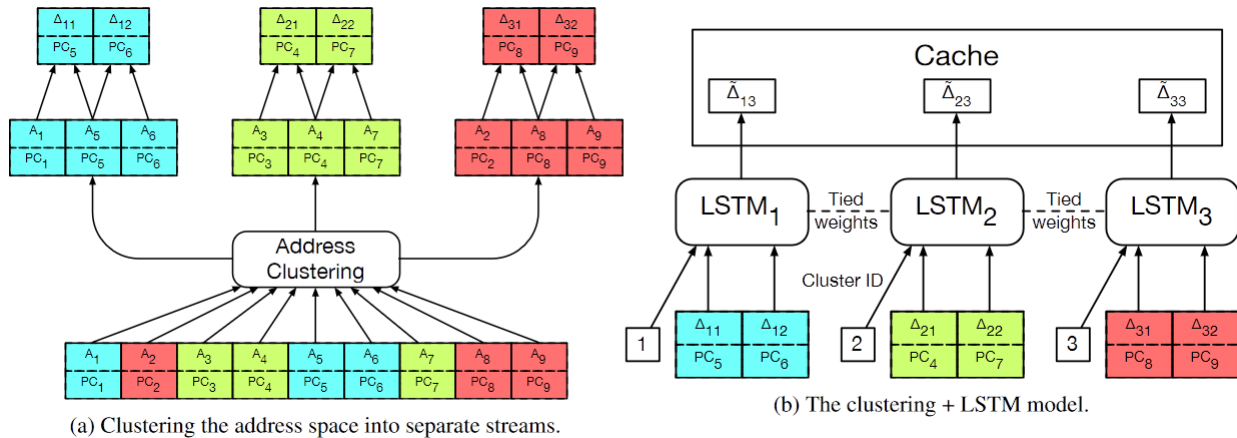 Δ11 Δ12 Δ21 Δ22 Δ31 Δ32
PC5 PC6 PC4 PC7 PC8 PC9
A1 A5 A6 A3 A4 A7 A2 A8 A9
PC1 PC5 PC6 PC3 PC4 PC7 PC2 PC8 PC9
Address
Clustering
A1 A2 A3 A4 A5 A6 A7 A8 A9
PC1 PC2 PC3 PC4 PC5 PC6 PC7 PC8 PC9
(a) Clustering the address space into separate streams.
Cache
Δ̃13 Δ̃23 Δ̃33
LSTM1 Tied weights LSTM2 Tied weights LSTM3
Cluster ID
1 Δ11 Δ12 2 Δ21 Δ22 3 Δ31 Δ32
PC5 PC6 PC4 PC7 PC8 PC9
(b) The clustering + LSTM model.